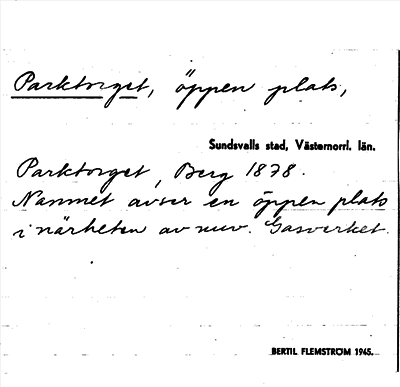 Parktorget, öppen plats,
Sundsvalls stad, Västernorrl. län.
Parktorget, Berg 1878.
Namnet avser en öppen plats
i närheten av nuv. Gasverket.
BERTIL FLEMSTRÖM 1945.